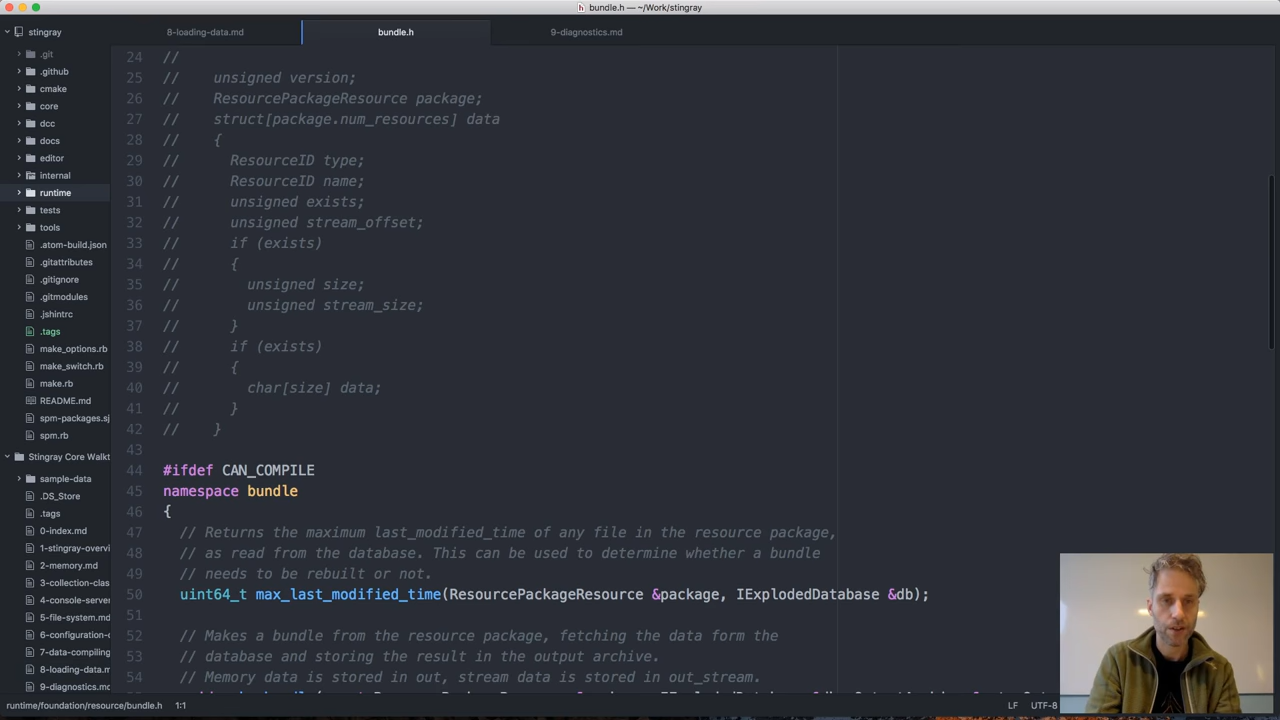 bundle.h — ~/Work/stingray
stingray
8-loading-data.md
bundle.h
9-diagnostics.md
.git
.github
cmake
core
dcc
docs
editor
internal
runtime
tests
tools
.atom-build.json
.gitattributes
.gitignore
.gitmodules
.jshintrc
.tags
make_options.rb
make_switch.rb
make.rb
README.md
spm-packages.sj
spm.rb
Stingray Core Walkt
sample-data
.DS_Store
.tags
0-index.md
1-stingray-overvi
2-memory.md
3-collection-clas
4-console-server
5-file-system.md
6-configuration-c
7-data-compiling
8-loading-data.m
9-diagnostics.md
24 //
25 // unsigned version;
26 // ResourcePackageResource package;
27 // struct[package.num_resources] data
28 // {
29 // ResourceID type;
30 // ResourceID name;
31 // unsigned exists;
32 // unsigned stream_offset;
33 // if (exists)
34 // {
35 // unsigned size;
36 // unsigned stream_size;
37 // }
38 // if (exists)
39 // {
40 // char[size] data;
41 // }
42 // }
43
44 #ifdef CAN_COMPILE
45 namespace bundle
46 {
47 // Returns the maximum last_modified_time of any file in the resource package,
48 // as read from the database. This can be used to determine whether a bundle
49 // needs to be rebuilt or not.
50 uint64_t max_last_modified_time(ResourcePackageResource &package, IExplodedDatabase &db);
51
52 // Makes a bundle from the resource package, fetching the data form the
53 // database and storing the result in the output archive.
54 // Memory data is stored in out, stream data is stored in out_stream.
runtime/foundation/resource/bundle.h 1:1
LF UTF-8